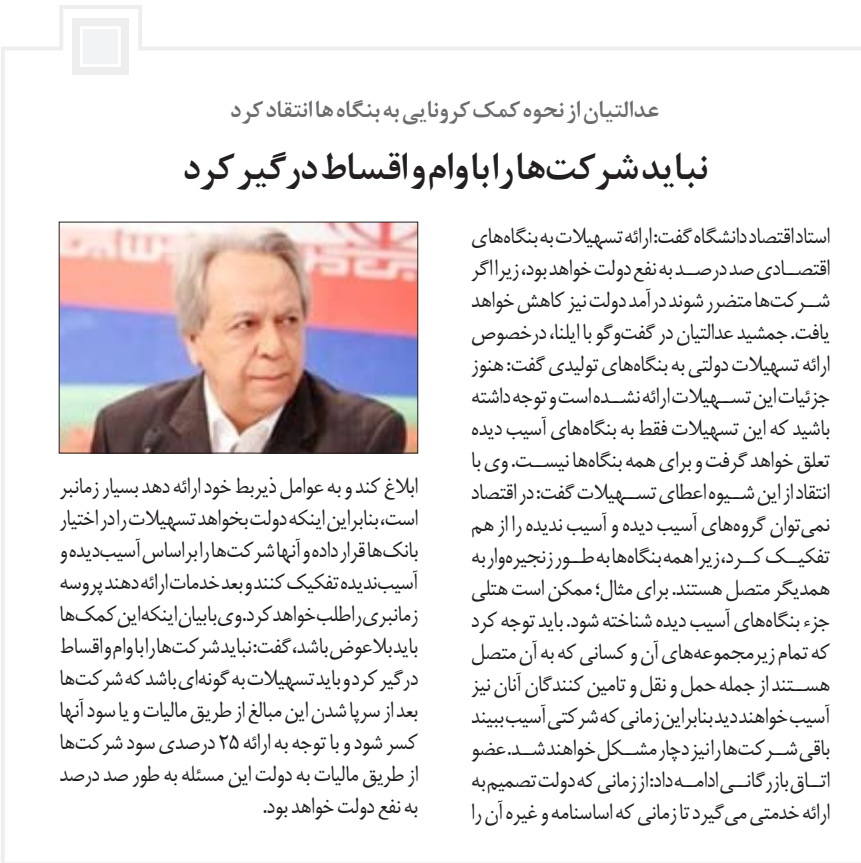 عدالتیان از نحوه کمک کرونایی به بنگاه ها انتقاد کرد
نباید شرکت‌ها را با وام و اقساط درگیر کرد
استاد اقتصاد دانشگاه گفت: ارائه تسهیلات به بنگاه‌های
اقتصادی صد درصد به نفع دولت خواهد بود، زیرا اگر
شرکت‌ها متضرر شوند درآمد دولت نیز کاهش خواهد
یافت. جمشید عدالتیان در گفت‌وگو با ایلنا، درخصوص
ارائه تسهیلات دولتی به بنگاه‌های تولیدی گفت: هنوز
جزئیات این تسهیلات ارائه نشده است و توجه داشته
باشید که این تسهیلات فقط به بنگاه‌های آسیب دیده
تعلق خواهد گرفت و برای همه بنگاه‌ها نیست. وی با
انتقاد از این شیوه اعطای تسهیلات گفت: در اقتصاد
نمی‌توان گروه‌های آسیب دیده و آسیب ندیده را از هم
تفکیک کرد، زیرا همه بنگاه‌ها به طور زنجیره‌وار به
همدیگر متصل هستند. برای مثال؛ ممکن است هتلی
جزء بنگاه‌های آسیب دیده شناخته شود. باید توجه کرد
که تمام زیرمجموعه‌های آن و کسانی که به آن متصل
هستند از جمله حمل و نقل و تامین کنندگان آنان نیز
آسیب خواهند دید بنابراین زمانی که شرکتی آسیب ببیند
باقی شرکت‌ها را نیز دچار مشکل خواهند شد. عضو
اتاق بازرگانی ادامه داد: از زمانی که دولت تصمیم به
ارائه خدمتی می‌گیرد تا زمانی که اساسنامه و غیره آن را
ابلاغ کند و به عوامل ذیربط خود ارائه دهد بسیار زمانبر
است، بنابراین اینکه دولت بخواهد تسهیلات را در اختیار
بانک‌ها قرار داده و آنها شرکت‌ها را بر اساس آسیب‌دیده و
آسیب‌ندیده تفکیک کنند و بعد خدمات ارائه دهند پروسه
زمانبری را طلب خواهد کرد. وی با بیان اینکه این کمک‌ها
باید بلاعوض باشد، گفت: نباید شرکت‌ها را با وام و اقساط
درگیر کرد و باید تسهیلات به گونه‌ای باشد که شرکت‌ها
بعد از سرپا شدن این مبالغ از طریق مالیات و یا سود آنها
کسر شود و با توجه به ارائه ۲۵ درصدی سود شرکت‌ها
از طریق مالیات به دولت این مسئله به طور صد درصد
به نفع دولت خواهد بود.